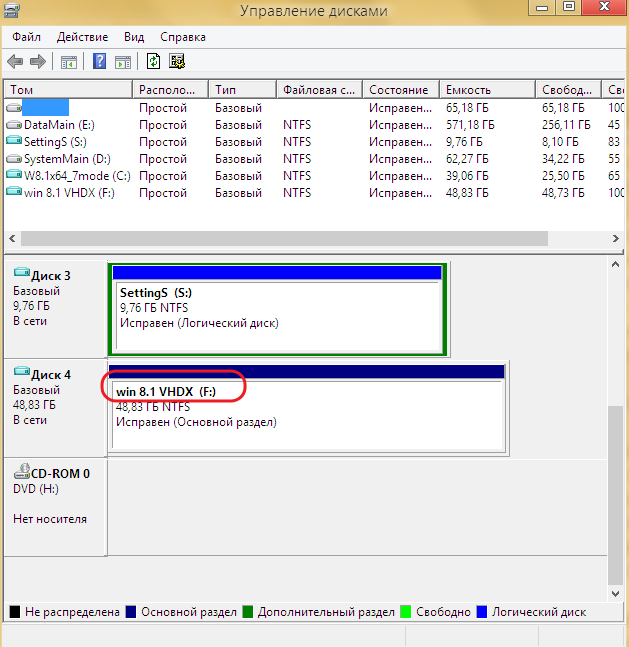 Управление дисками
Файл Действие Вид Справка
Том Располо... Тип Базовый Файловая с... Состояние Емкость Свобод... Сво
Простой Базовый Исправен... 65,18 ГБ 65,18 ГБ 100
DataMain (E:) Простой Базовый NTFS Исправен... 571,18 ГБ 256,11 ГБ 45
SettingS (S:) Простой Базовый NTFS Исправен... 9,76 ГБ 8,10 ГБ 83
SystemMain (D:) Простой Базовый NTFS Исправен... 62,27 ГБ 34,22 ГБ 55
W8.1x64_7mode (C:) Простой Базовый NTFS Исправен... 39,06 ГБ 25,50 ГБ 65
win 8.1 VHDX (F:) Простой Базовый NTFS Исправен... 48,83 ГБ 48,73 ГБ 100
Диск 3
Базовый
9,76 ГБ
В сети
SettingS (S:)
9,76 ГБ NTFS
Исправен (Логический диск)
Диск 4
Базовый
48,83 ГБ
В сети
win 8.1 VHDX (F:)
48,83 ГБ NTFS
Исправен (Основной раздел)
CD-ROM 0
DVD (H:)
Нет носителя
Не распределена Основной раздел Дополнительный раздел Свободно Логический диск